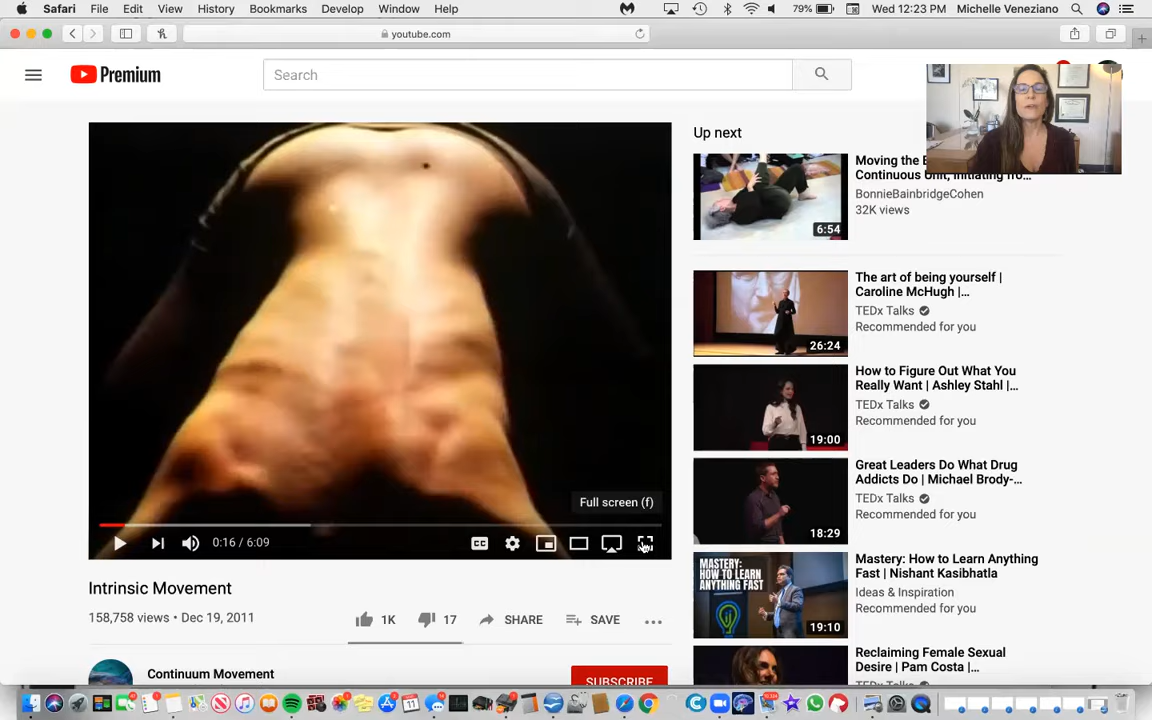 Safari File Edit View History Bookmarks Develop Window Help 79% Wed 12:23 PM Michelle Veneziano
youtube.com
Premium
Search
Up next
Moving the B
Continuous Unit, Initiating fro...
BonnieBainbridgeCohen
32K views
6:54
The art of being yourself |
Caroline McHugh |...
TEDx Talks
Recommended for you
26:24
How to Figure Out What You
Really Want | Ashley Stahl |...
TEDx Talks
Recommended for you
19:00
Great Leaders Do What Drug
Addicts Do | Michael Brody-...
TEDx Talks
Recommended for you
18:29
MASTERY:
HOW TO LEARN
ANYTHING FAST
Mastery: How to Learn Anything
Fast | Nishant Kasibhatla
Ideas & Inspiration
Recommended for you
19:10
Reclaiming Female Sexual
Desire | Pam Costa |...
Full screen (f)
0:16 / 6:09
CC
Intrinsic Movement
158,758 views • Dec 19, 2011
1K 17 SHARE SAVE
Continuum Movement
SUBSCRIBE